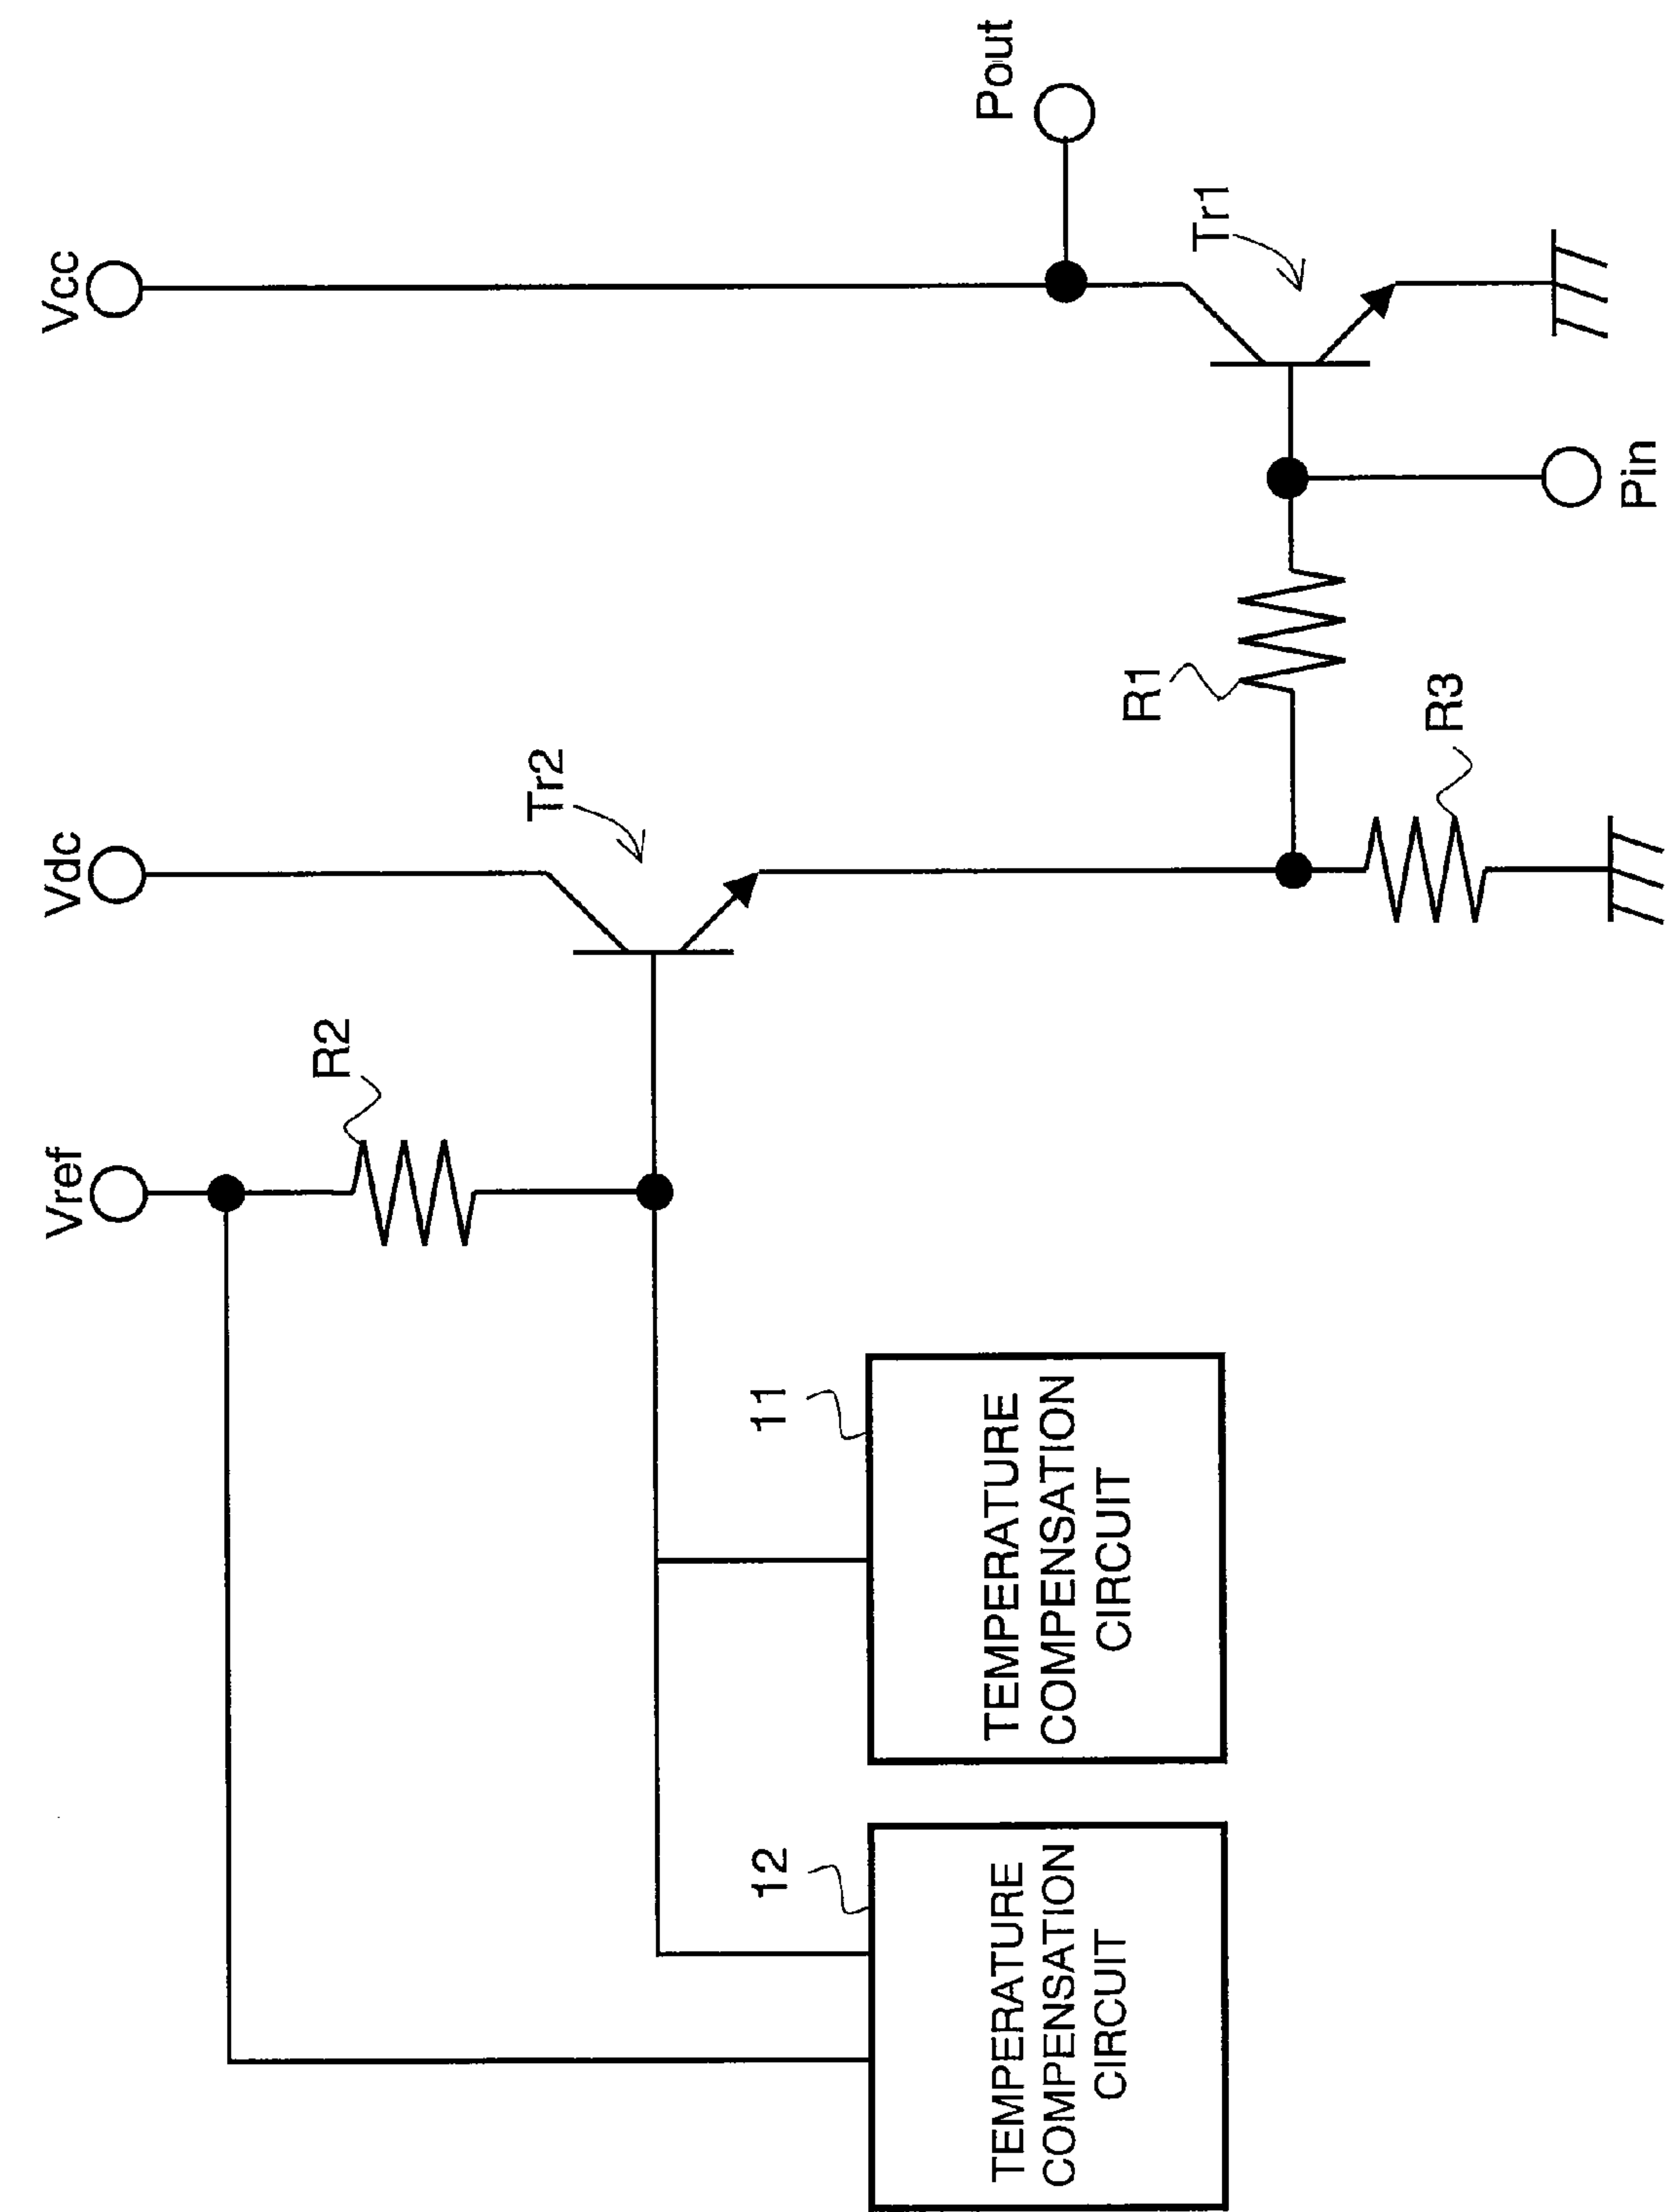 Vref
Vdc
Vcc
R2
Tr2
Pout
Tr1
12
11
R1
TEMPERATURE
COMPENSATION
CIRCUIT
TEMPERATURE
COMPENSATION
CIRCUIT
R3
Pin